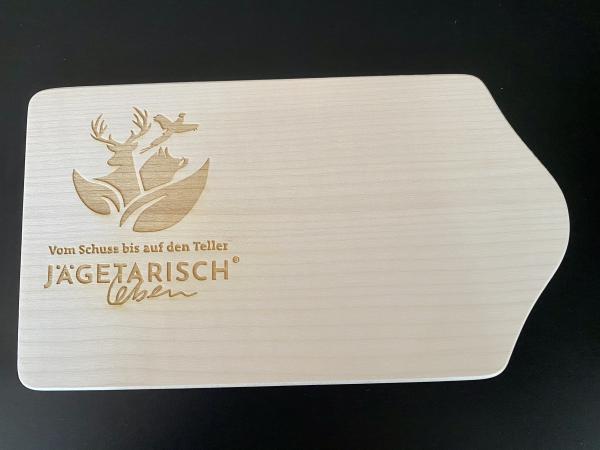 Vom Schuss bis auf den Teller
JÄGETARISCH®
leben